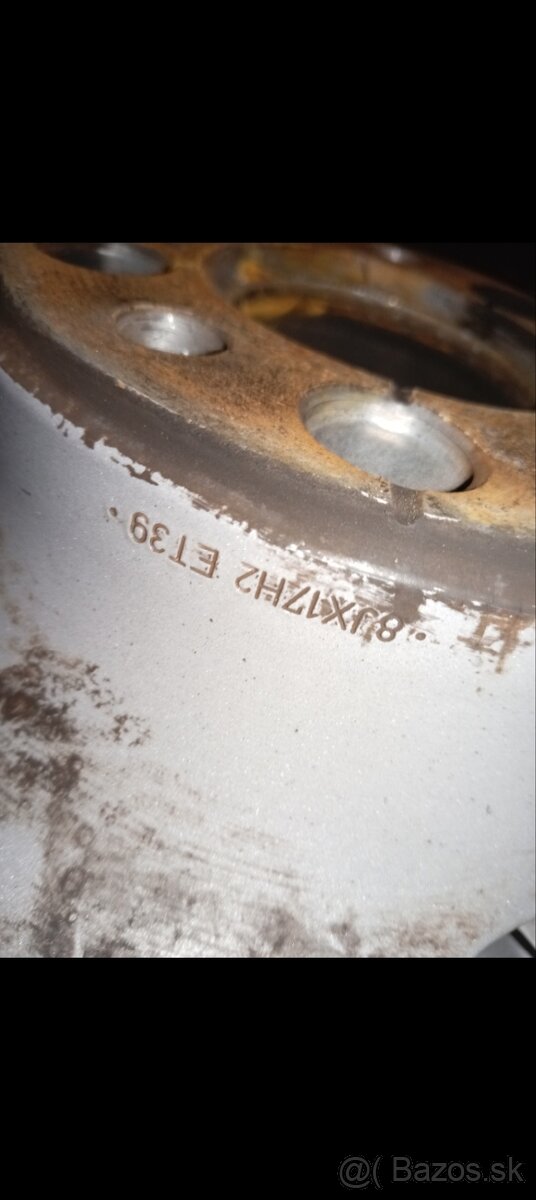 8JX17H2 ET39
@( Bazos.sk